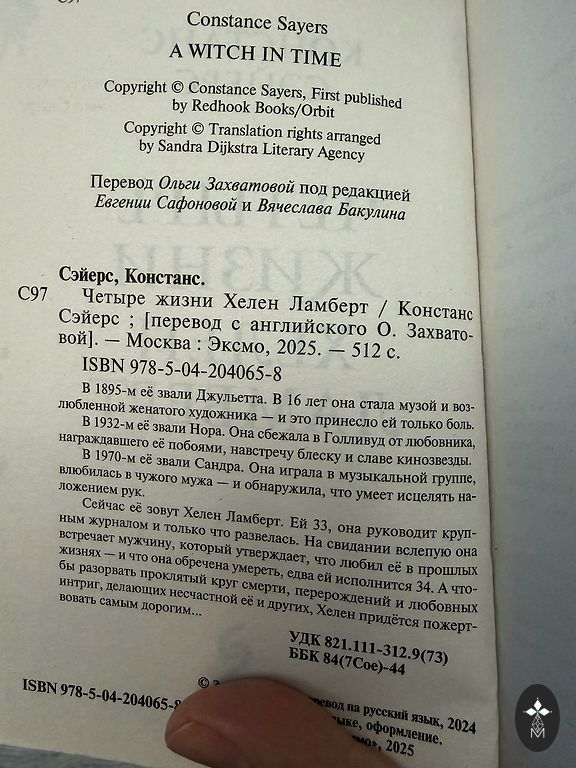 Constance Sayers
A WITCH IN TIME
Copyright © Constance Sayers, First published
by Redhook Books/Orbit
Copyright © Translation rights arranged
by Sandra Dijkstra Literary Agency
Перевод Ольги Захватовой под редакцией
Евгении Сафоновой и Вячеслава Бакулина
Сэйерс, Констанс.
С97 Четыре жизни Хелен Ламберт / Констанс
Сэйерс ; [перевод с английского О. Захвато-
вой]. — Москва : Эксмо, 2025. — 512 с.
ISBN 978-5-04-204065-8
В 1895-м её звали Джульетта. В 16 лет она стала музой и воз-
любленной женатого художника — и это принесло ей только боль.
В 1932-м её звали Нора. Она сбежала в Голливуд от любовника,
награждавшего её побоями, навстречу блеску и славе кинозвезды.
В 1970-м её звали Сандра. Она играла в музыкальной группе,
влюбилась в чужого мужа — и обнаружила, что умеет исцелять на-
ложением рук.
Сейчас её зовут Хелен Ламберт. Ей 33, она руководит круп-
ным журналом и только что развелась. На свидании вслепую она
встречает мужчину, который утверждает, что любил её в прошлых
жизнях — и что она обречена умереть, едва ей исполнится 34. А что-
бы разорвать проклятый круг смерти, перерождений и любовных
интриг, делающих несчастной её и других, Хелен придётся пожерт-
вовать самым дорогим...
УДК 821.111-312.9(73)
ББК 84(7Сое)-44
ISBN 978-5-04-204065-8
© перевод на русский язык, 2024
оформление.
2025